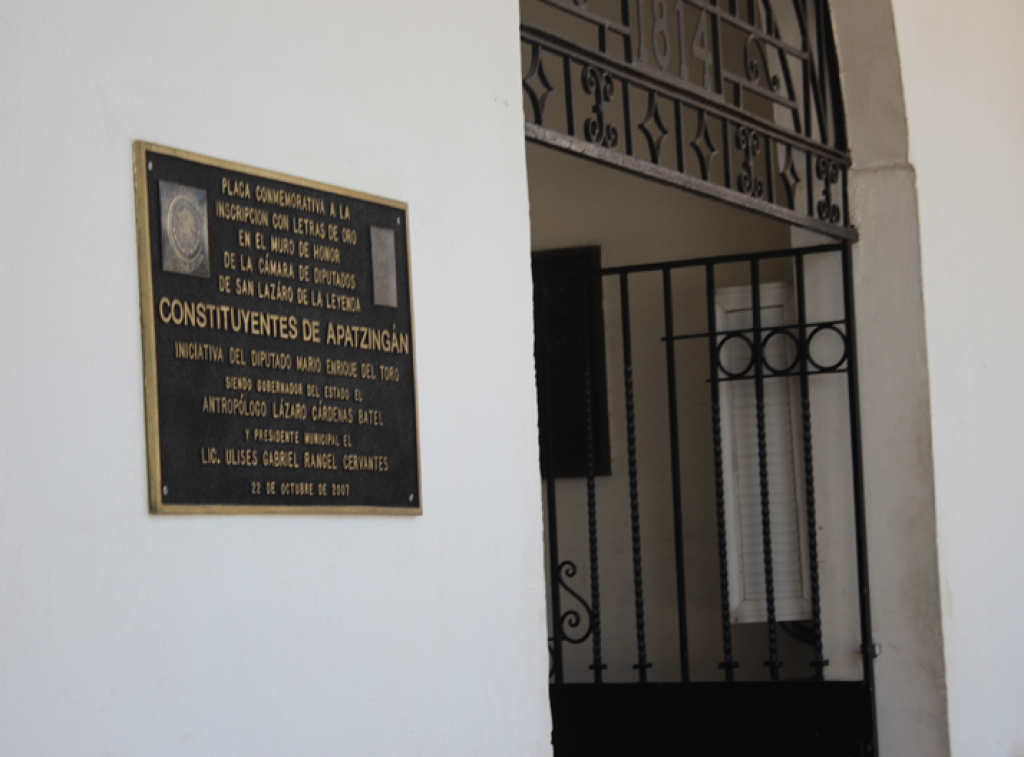 PLACA CONMEMORATIVA A LA
INSCRIPCION CON LETRAS DE ORO
EN EL MURO DE HONOR
DE LA CÁMARA DE DIPUTADOS
DE SAN LAZÁRO DE LA LEYENDA
CONSTITUYENTES DE APATZINGÁN
INICIATIVA DEL DIPUTADO MARIO ENRIQUE DEL TORO
SIENDO GOBERNADOR DEL ESTADO EL
ANTROPÓLOGO LÁZARO CÁRDENAS BATEL
Y PRESIDENTE MUNICIPAL EL
LIC. ULISES GABRIEL RANGEL CERVANTES
22 DE OCTUBRE DE 2007
1814